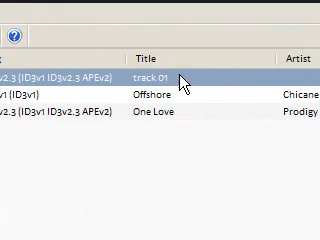 Title Artist
v2.3 (ID3v1 ID3v2.3 APEv2) track 01
v1 (ID3v1) Offshore Chicane
v2.3 (ID3v1 ID3v2.3 APEv2) One Love Prodigy